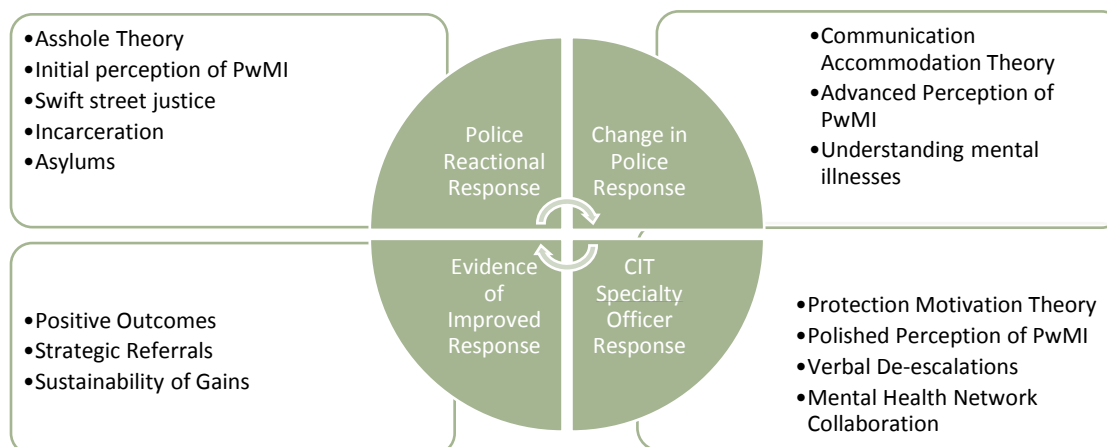 •Asshole Theory
•Initial perception of PwMI
•Swift street justice
•Incarceration
•Asylums
Police
Reactional
Response
Change in
Police
Response
•Communication
Accommodation Theory
•Advanced Perception of
PwMI
•Understanding mental
illnesses
•Positive Outcomes
•Strategic Referrals
•Sustainability of Gains
Evidence
of
Improved
Response
CIT
Specialty
Officer
Response
•Protection Motivation Theory
•Polished Perception of PwMI
•Verbal De-escalations
•Mental Health Network
Collaboration